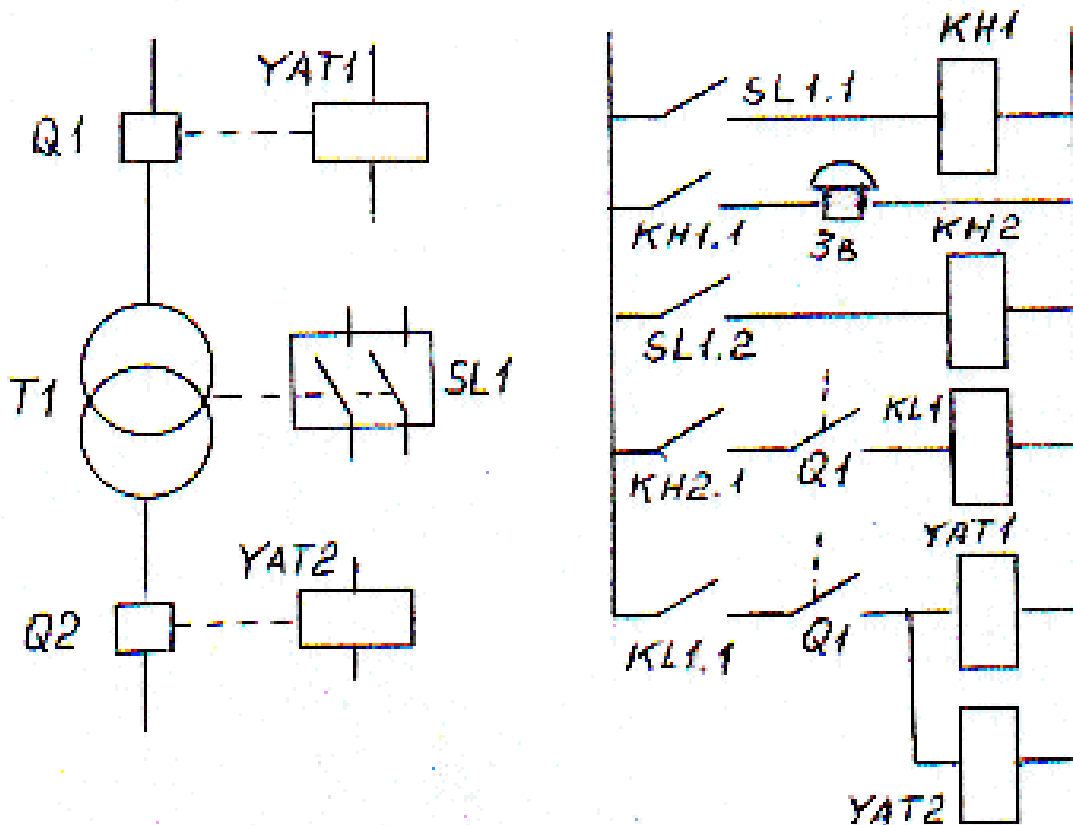 YAT1
Q1
T1
SL1
YAT2
Q2
KH1
SL1.1
KH1.1
Зв
KH2
SL1.2
KL1
KH2.1
Q1
YAT1
KL1.1
Q1
YAT2